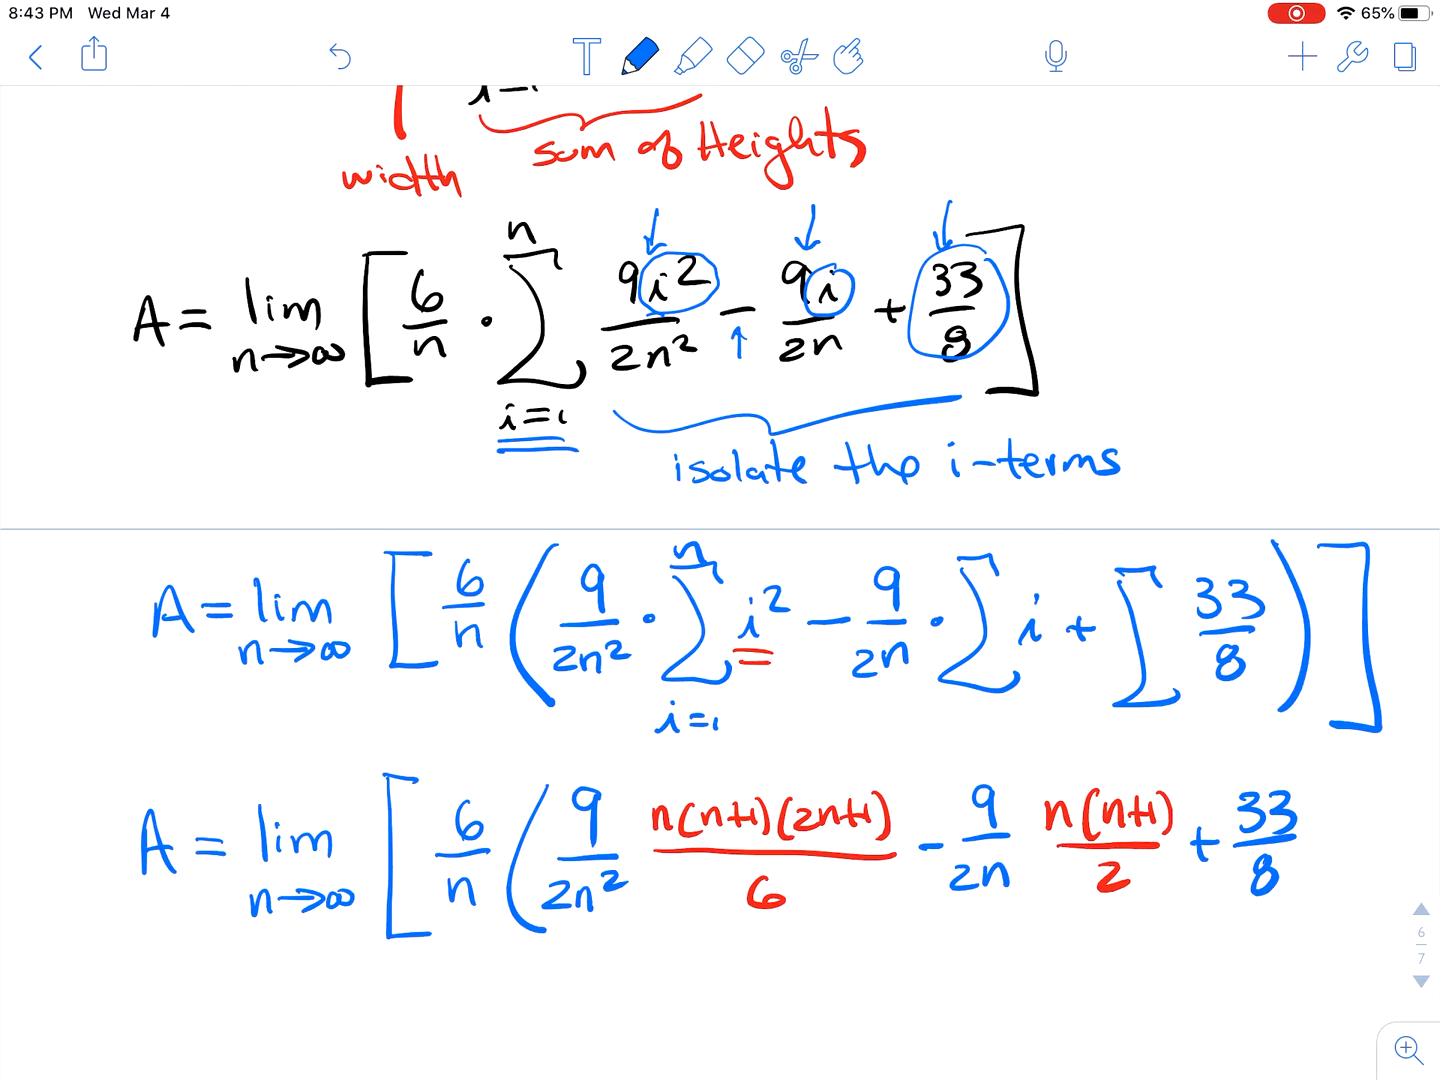 8:43 PM Wed Mar 4 65%
i=1
width
sum of Heights
A = lim n→∞ [ 6/n · Σ i=1 n 9i²/2n² − 9i/2n + 33/8 ]
isolate the i-terms
A = lim n→∞ [ 6/n ( 9/2n² · Σ i=1 n i² − 9/2n · Σ i + Σ 33/8 ) ]
A = lim n→∞ [ 6/n ( 9/2n² n(n+1)(2n+1)/6 - 9/2n n(n+1)/2 + 33/8
6
7